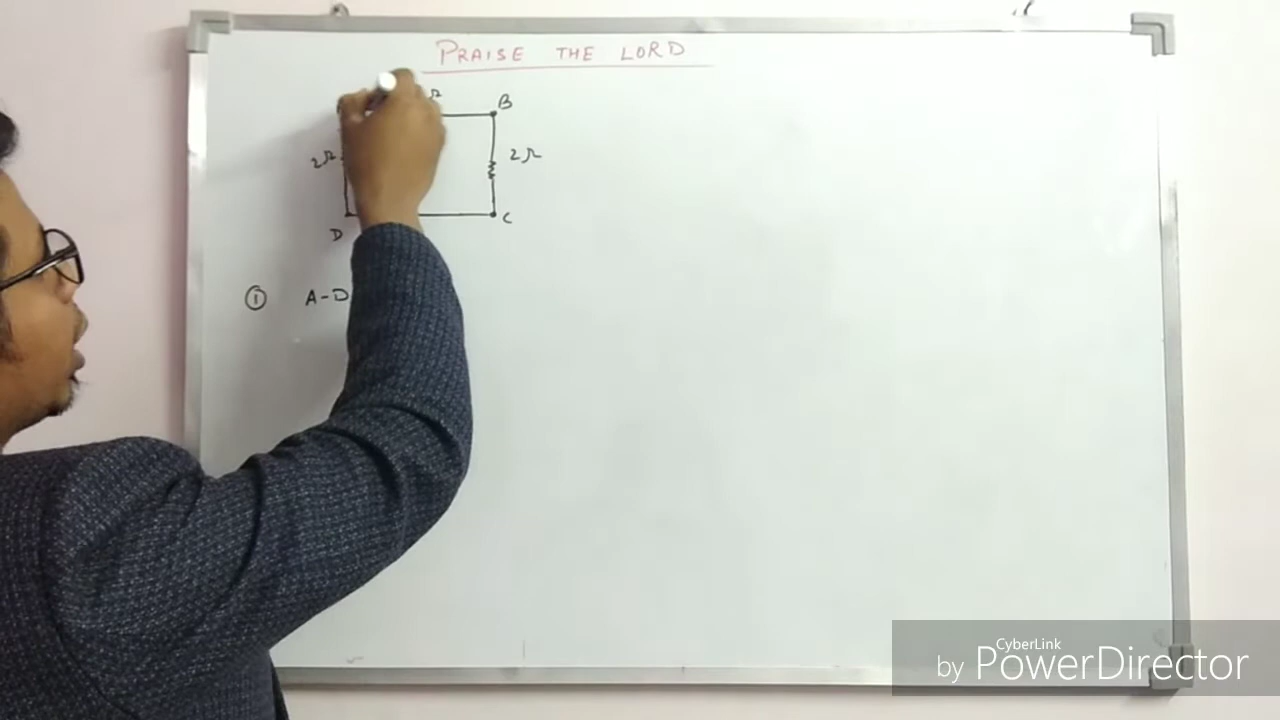 PRAISE THE LORD
Ω B
2Ω 2Ω
D C
① A-D
CyberLink
by PowerDirector